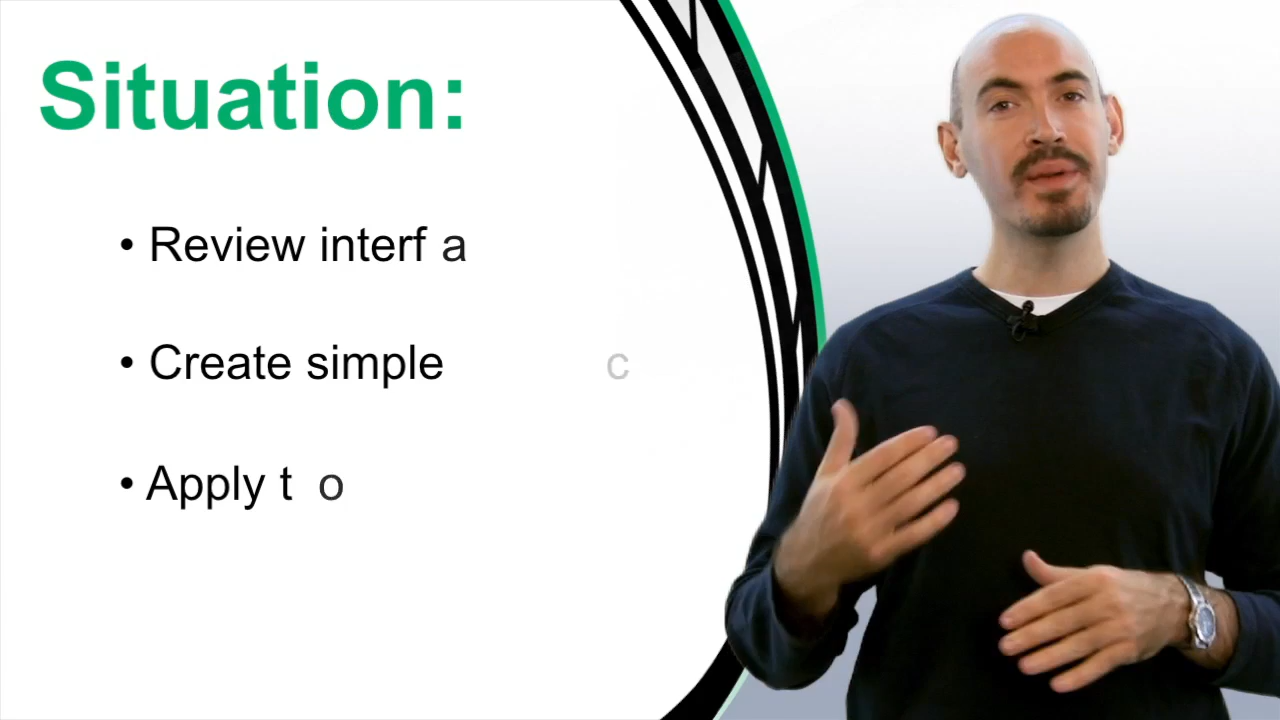 Situation:
• Review interf a
• Create simple c
• Apply t o